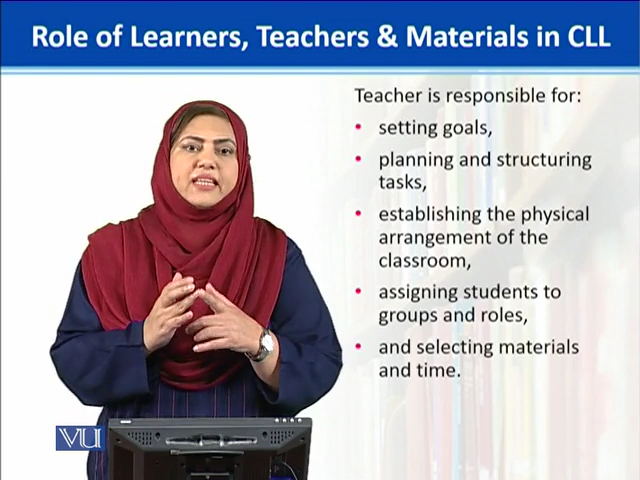 Role of Learners, Teachers & Materials in CLL
Teacher is responsible for:
• setting goals,
• planning and structuring
tasks,
• establishing the physical
arrangement of the
classroom,
• assigning students to
groups and roles,
• and selecting materials
and time.
VU